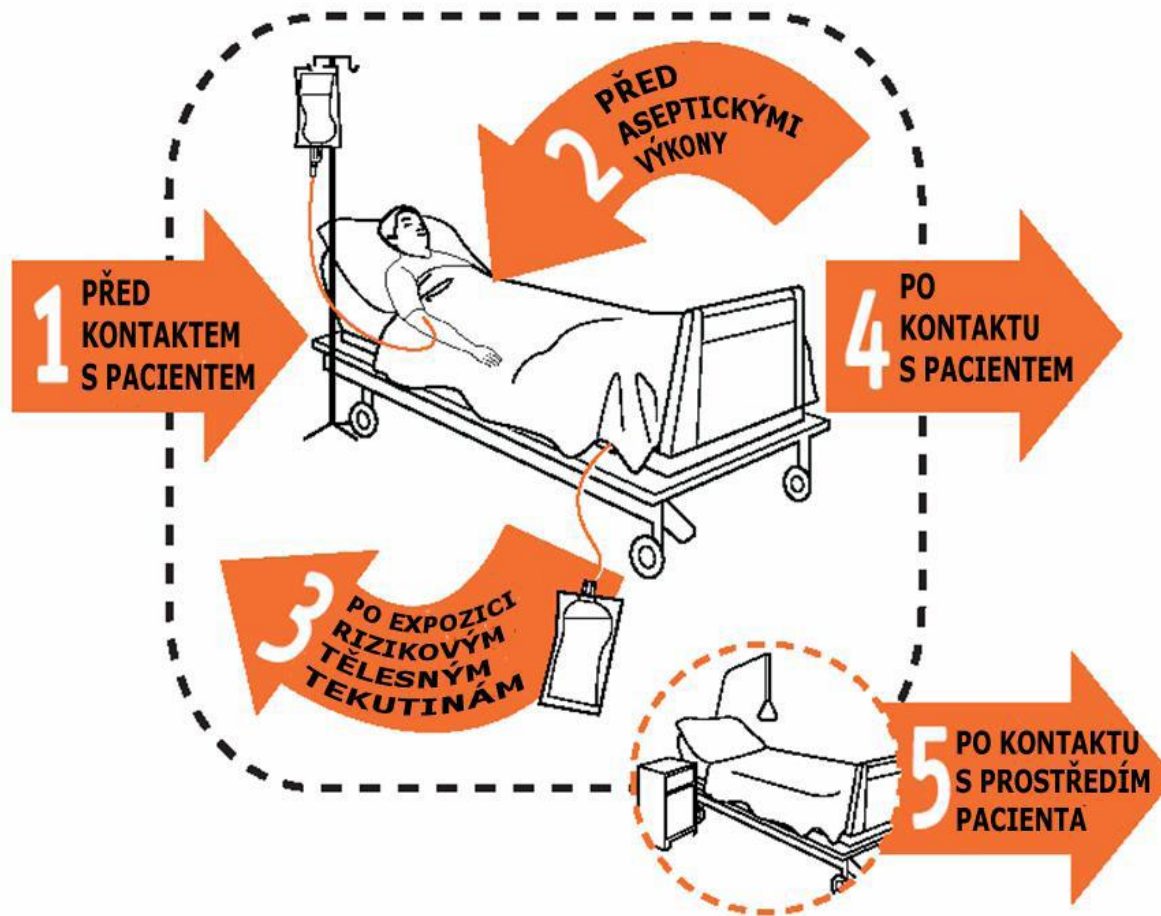 1
PŘED
KONTAKTEM
S PACIENTEM
2
PŘED
ASEPTICKÝMI
VÝKONY
3
PO EXPOZICI
RIZIKOVÝM
TĚLESNÝM
TEKUTINÁM
4
PO
KONTAKTU
S PACIENTEM
5
PO KONTAKTU
S PROSTŘEDÍM
PACIENTA